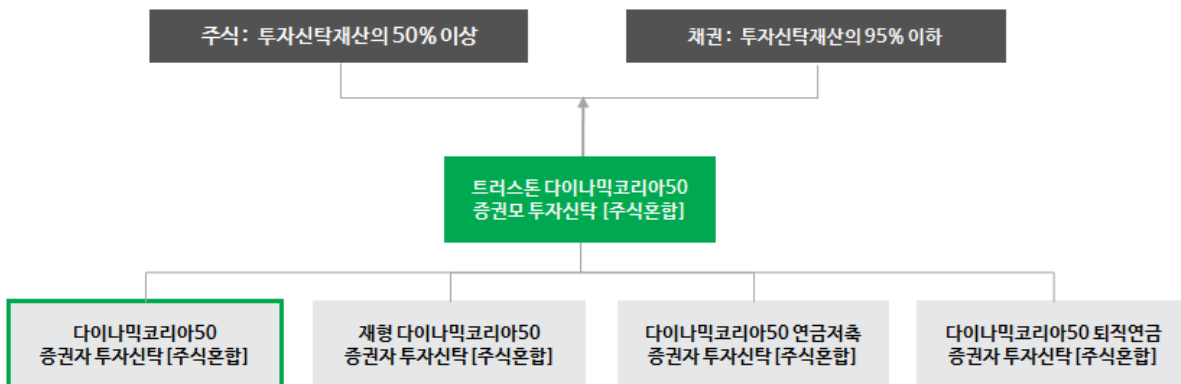 주식 : 투자신탁재산의 50% 이상
채권 : 투자신탁재산의 95% 이하
트러스톤 다이나믹코리아50
증권모 투자신탁 [주식혼합]
다이나믹코리아50
증권자 투자신탁 [주식혼합]
재형 다이나믹코리아50
증권자 투자신탁 [주식혼합]
다이나믹코리아50 연금저축
증권자 투자신탁 [주식혼합]
다이나믹코리아50 퇴직연금
증권자 투자신탁 [주식혼합]